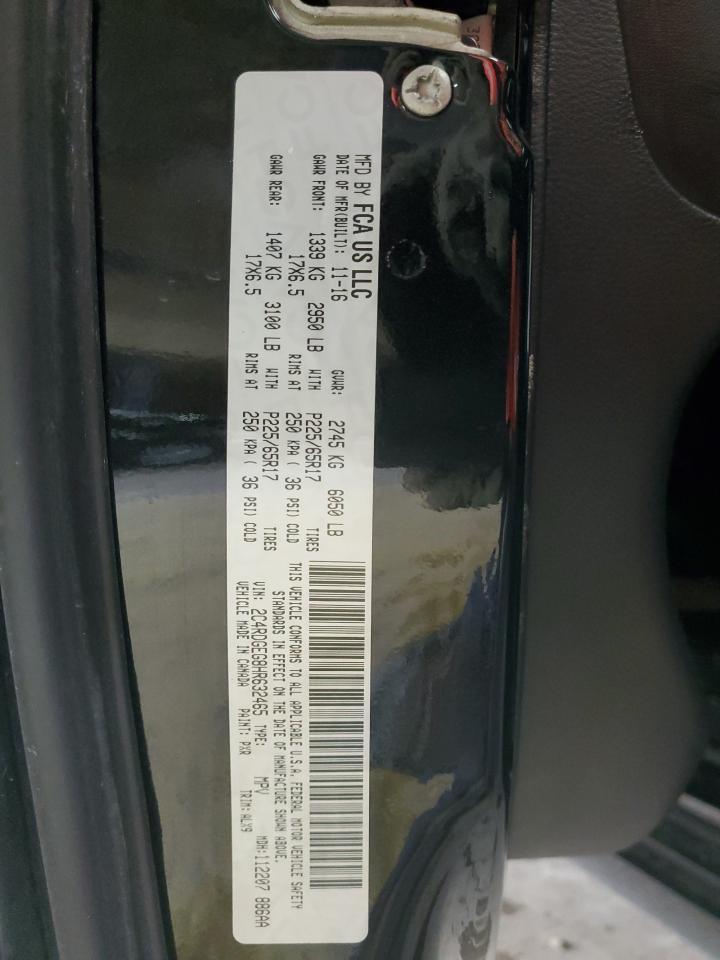 MFD BY FCA US LLC
DATE OF MFR(BUILT): 11-16 GVWR: 2745 KG 6050 LB
GAWR FRONT: 1339 KG 2950 LB WITH P225/65R17 TIRES
17X6.5 RIMS AT 250 KPA ( 36 PSI) COLD
GAWR REAR: 1407 KG 3100 LB WITH P225/65R17 TIRES
17X6.5 RIMS AT 250 KPA ( 36 PSI) COLD
THIS VEHICLE CONFORMS TO ALL APPLICABLE U.S.A. FEDERAL MOTOR VEHICLE SAFETY
STANDARDS IN EFFECT ON THE DATE OF MANUFACTURE SHOWN ABOVE.
VIN: 2C4RDGEG8HR632465 TYPE: MPV MDH: 112207 886AA
VEHICLE MADE IN CANADA PAINT: PXR TRIM: ALX9